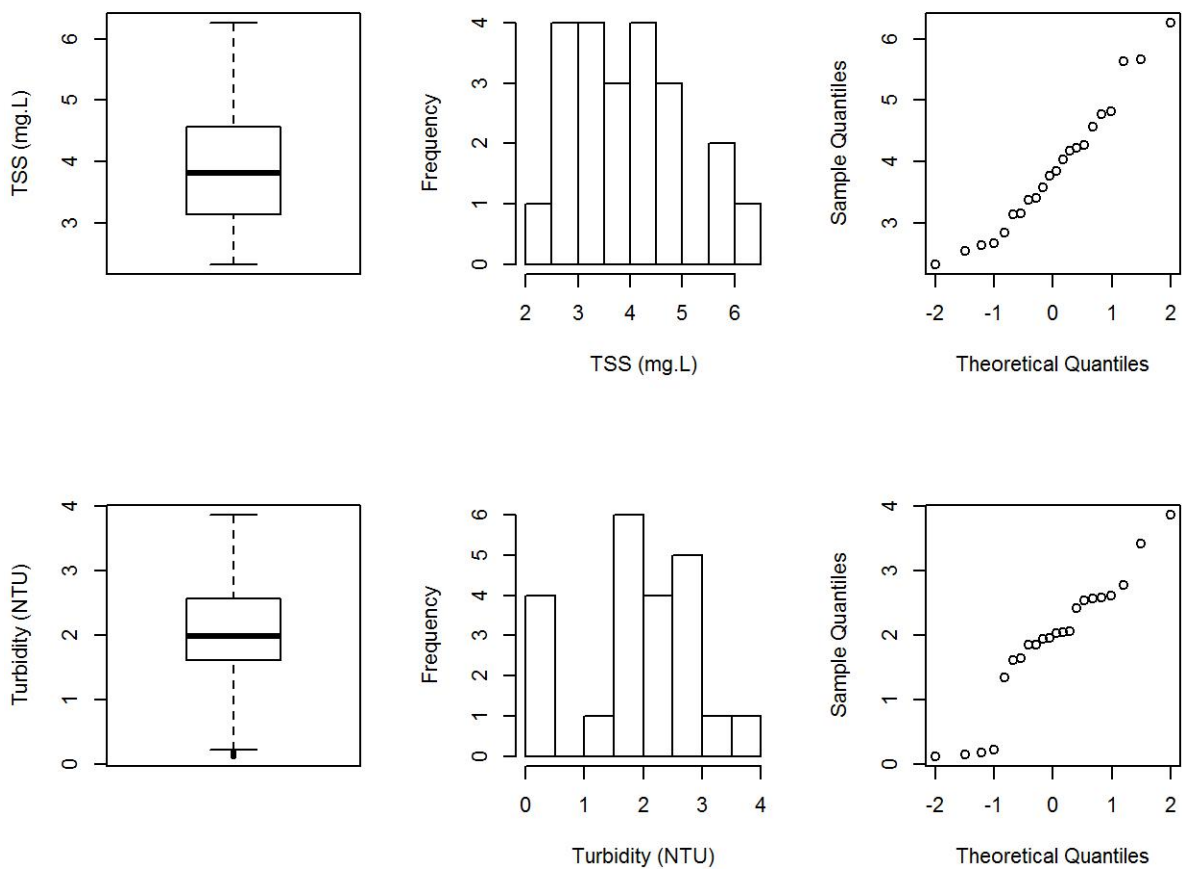 TSS (mg.L)
6
5
4
3
Frequency
4
3
2
1
0
2 3 4 5 6
TSS (mg.L)
Sample Quantiles
6
5
4
3
-2 -1 0 1 2
Theoretical Quantiles
Turbidity (NTU)
4
3
2
1
0
Frequency
6
5
4
3
2
1
0
0 1 2 3 4
Turbidity (NTU)
Sample Quantiles
4
3
2
1
0
-2 -1 0 1 2
Theoretical Quantiles